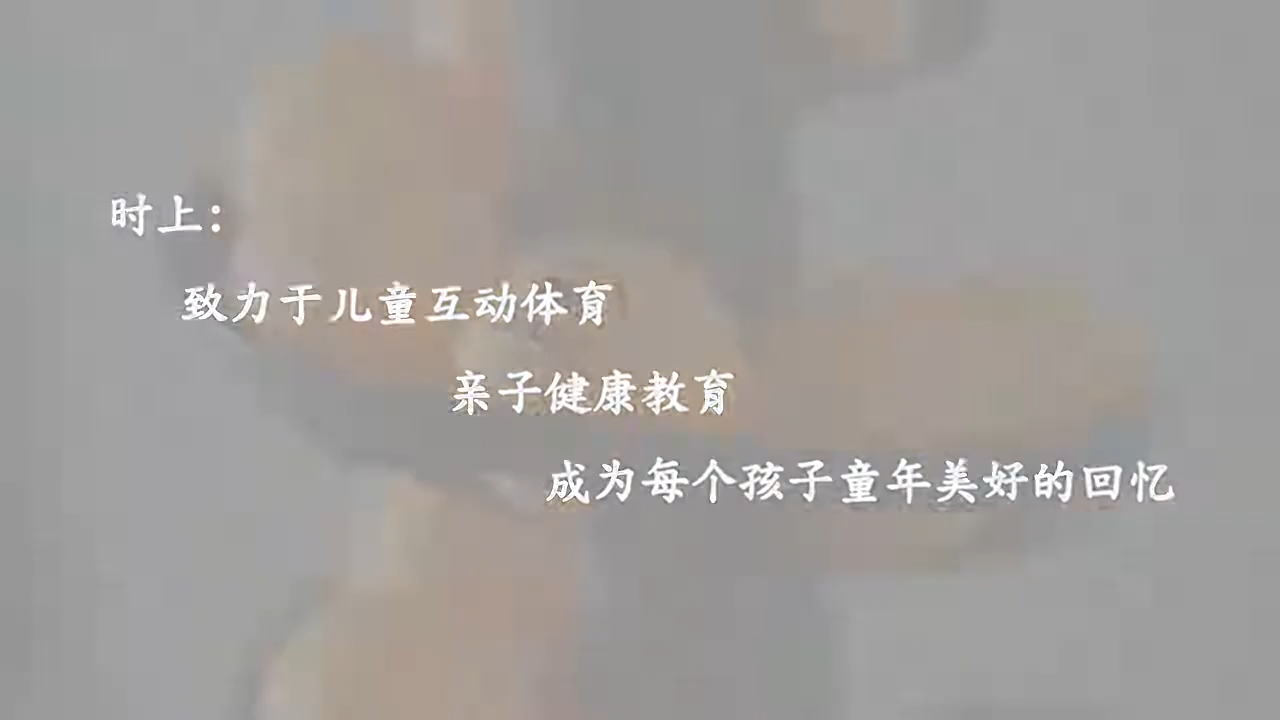 时上：
致力于儿童互动体育
亲子健康教育
成为每个孩子童年美好的回忆